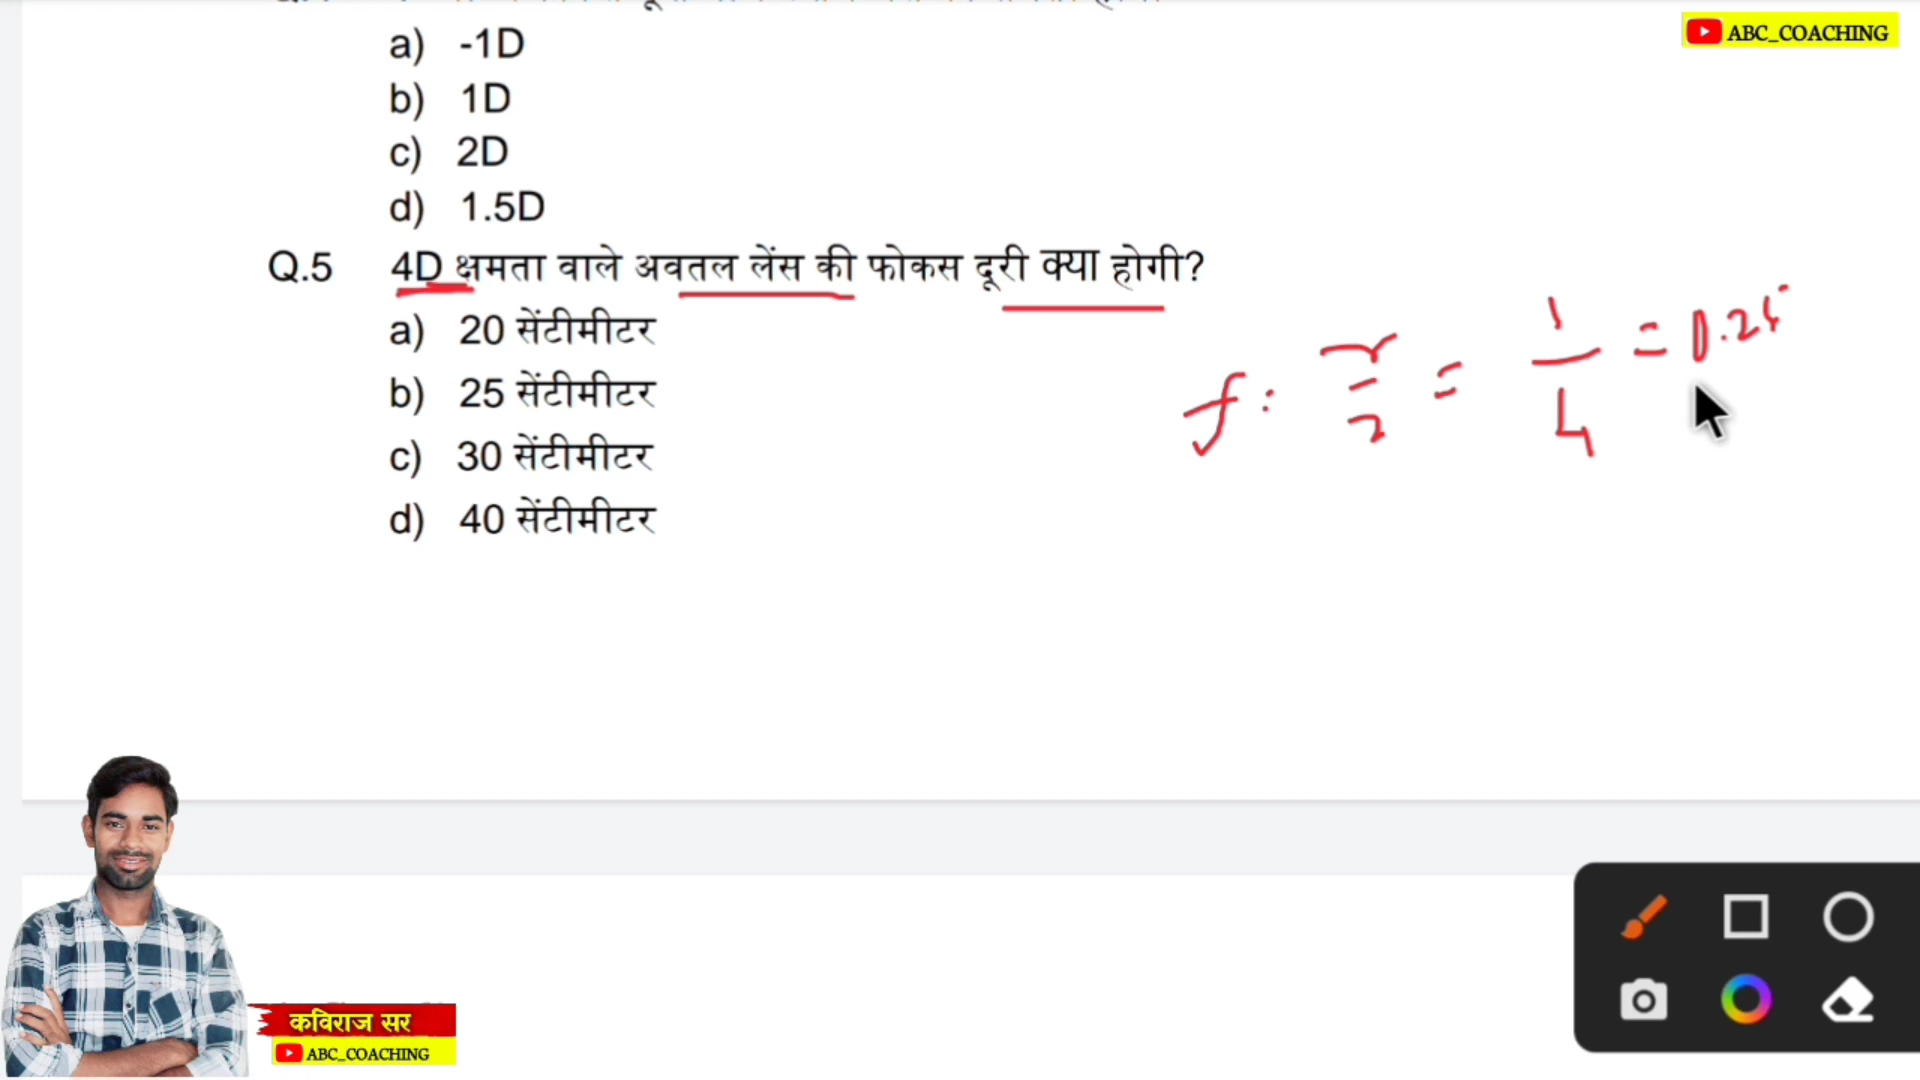 ABC_COACHING
a) -1D
b) 1D
c) 2D
d) 1.5D
Q.5 4D क्षमता वाले अवतल लेंस की फोकस दूरी क्या होगी?
a) 20 सेंटीमीटर
b) 25 सेंटीमीटर
c) 30 सेंटीमीटर
d) 40 सेंटीमीटर
= 1/4 = 0.25
कविराज सर
ABC_COACHING